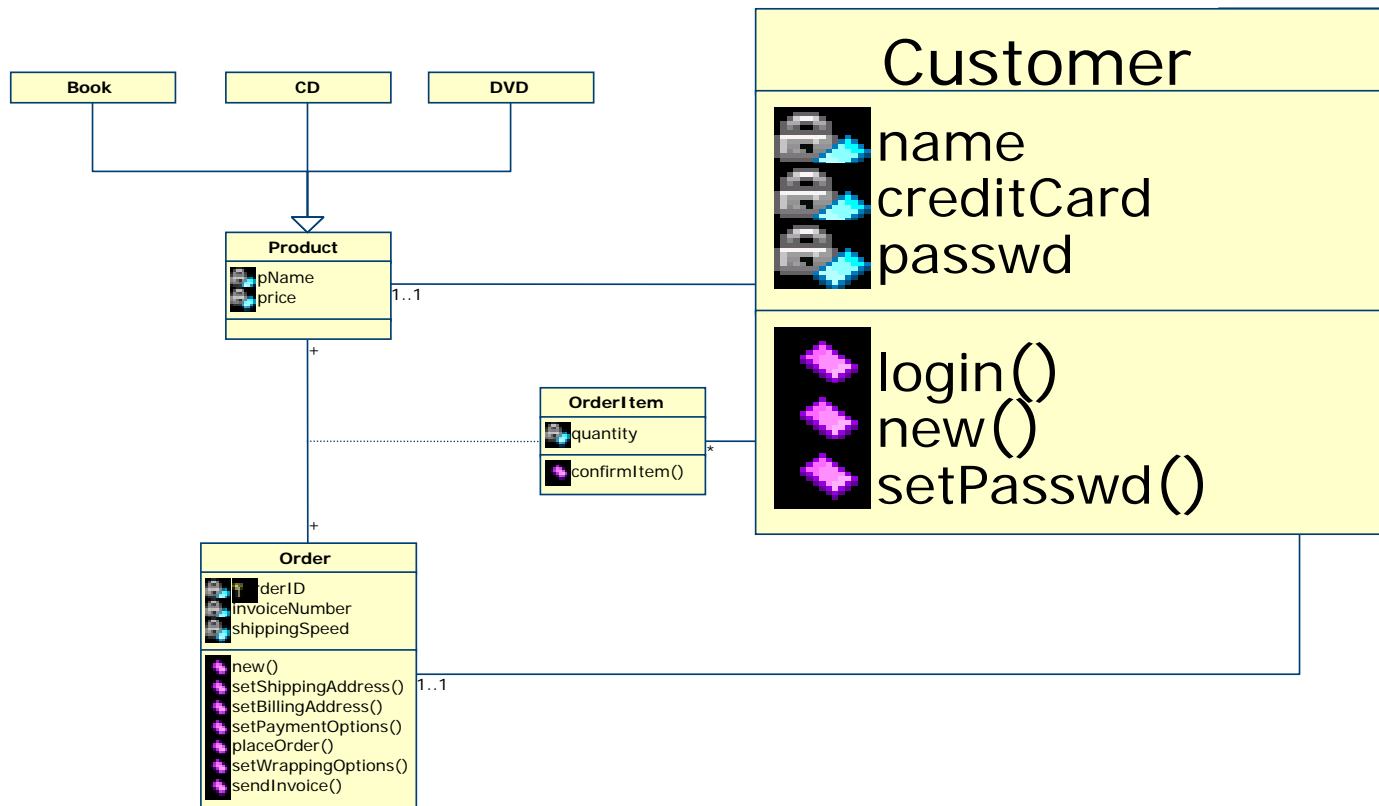 Customer
name
creditCard
passwd
login()
new()
setPasswd()
Book
CD
DVD
Product
pName
price
1..1
+
OrderItem
quantity
confirmItem()
*
+
Order
rderID
invoiceNumber
shippingSpeed
new()
setShippingAddress()
setBillingAddress()
setPaymentOptions()
placeOrder()
setWrappingOptions()
sendInvoice()
1..1